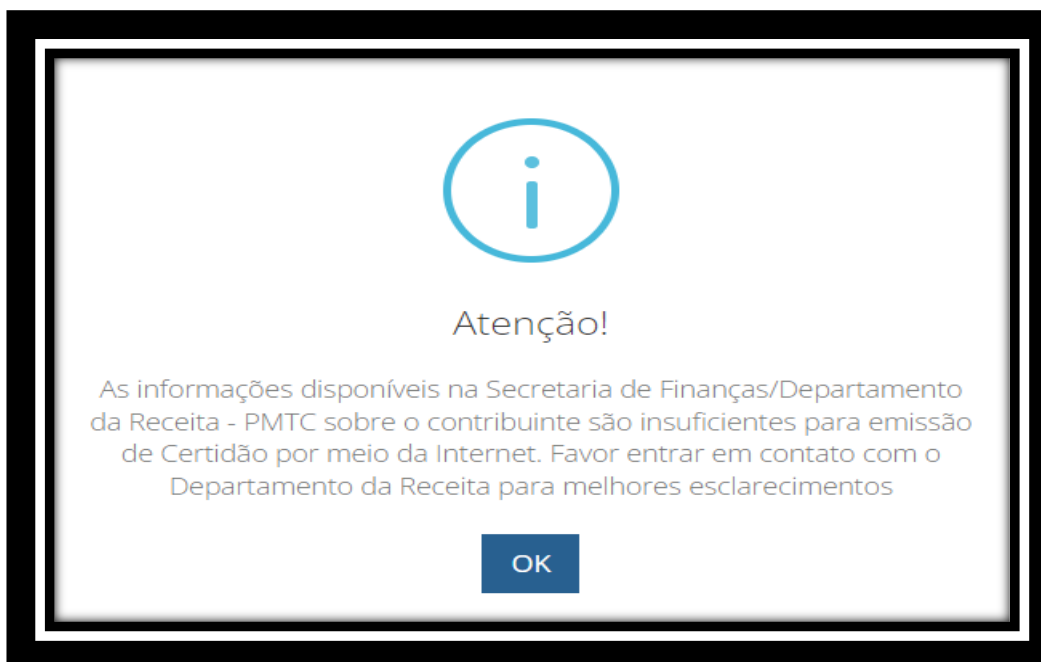 i
Atenção!
As informações disponíveis na Secretaria de Finanças/Departamento
da Receita - PMTC sobre o contribuinte são insuficientes para emissão
de Certidão por meio da Internet. Favor entrar em contato com o
Departamento da Receita para melhores esclarecimentos
OK